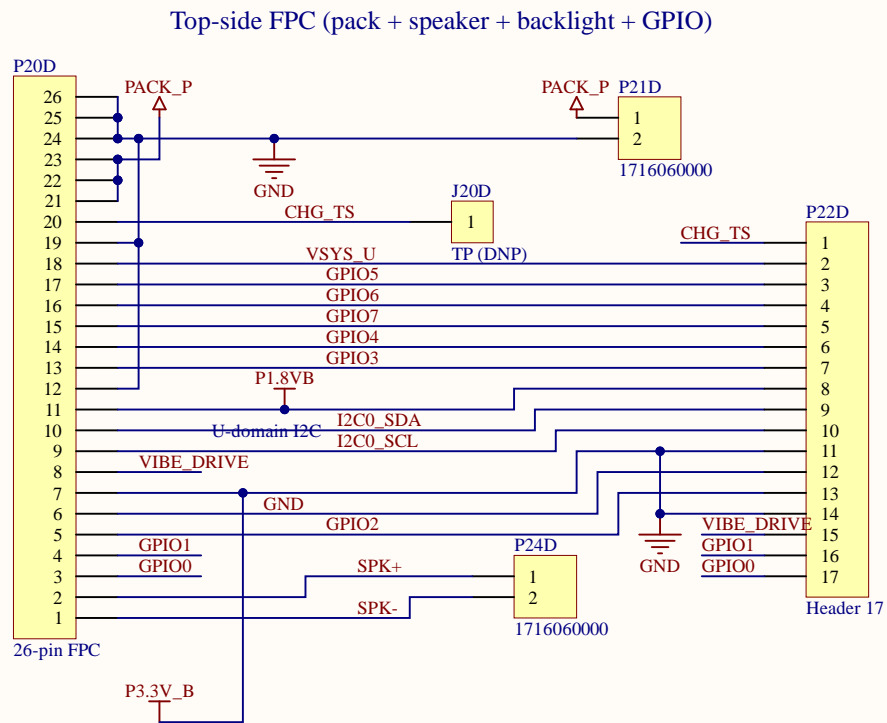 Top-side FPC (pack + speaker + backlight + GPIO)
P20D
26
25
24
23
22
21
20
19
18
17
16
15
14
13
12
11
10
9
8
7
6
5
4
3
2
1
26-pin FPC
PACK_P
GND
PACK_P
P21D
1
2
1716060000
CHG_TS
J20D
1
TP (DNP)
VSYS_U
GPIO5
GPIO6
GPIO7
GPIO4
GPIO3
P1.8VB
I2C0_SDA
U-domain I2C
I2C0_SCL
VIBE_DRIVE
GND
GPIO2
GPIO1
GPIO0
SPK+
SPK-
P24D
1
2
1716060000
P3.3V_B
CHG_TS
GND
VIBE_DRIVE
GPIO1
GPIO0
P22D
1
2
3
4
5
6
7
8
9
10
11
12
13
14
15
16
17
Header 17